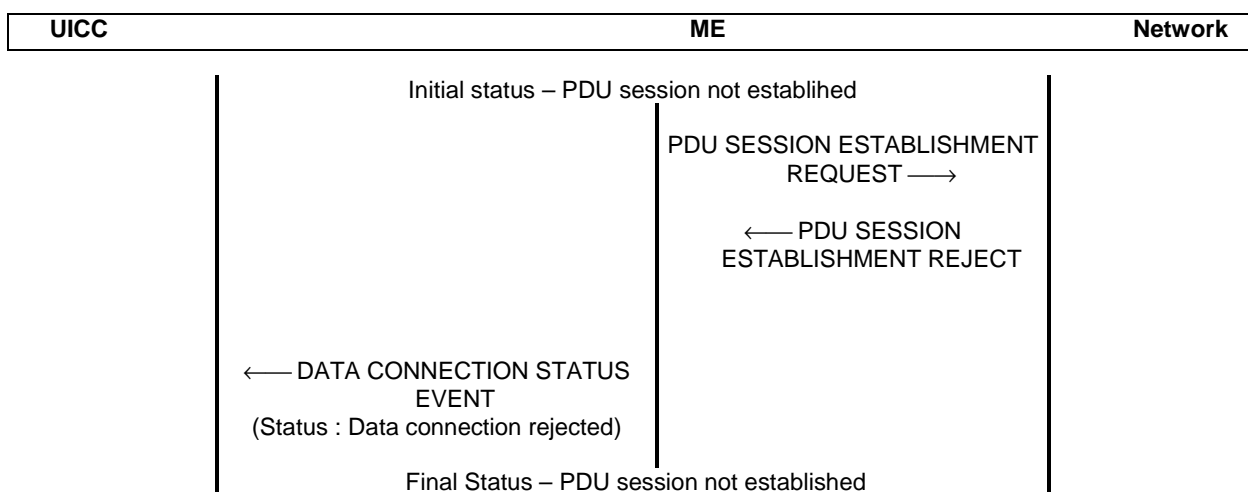 UICC ME Network
Initial status – PDU session not establihed
PDU SESSION ESTABLISHMENT
REQUEST ⟶
⟵ PDU SESSION
ESTABLISHMENT REJECT
⟵ DATA CONNECTION STATUS
EVENT
(Status : Data connection rejected)
Final Status – PDU session not established